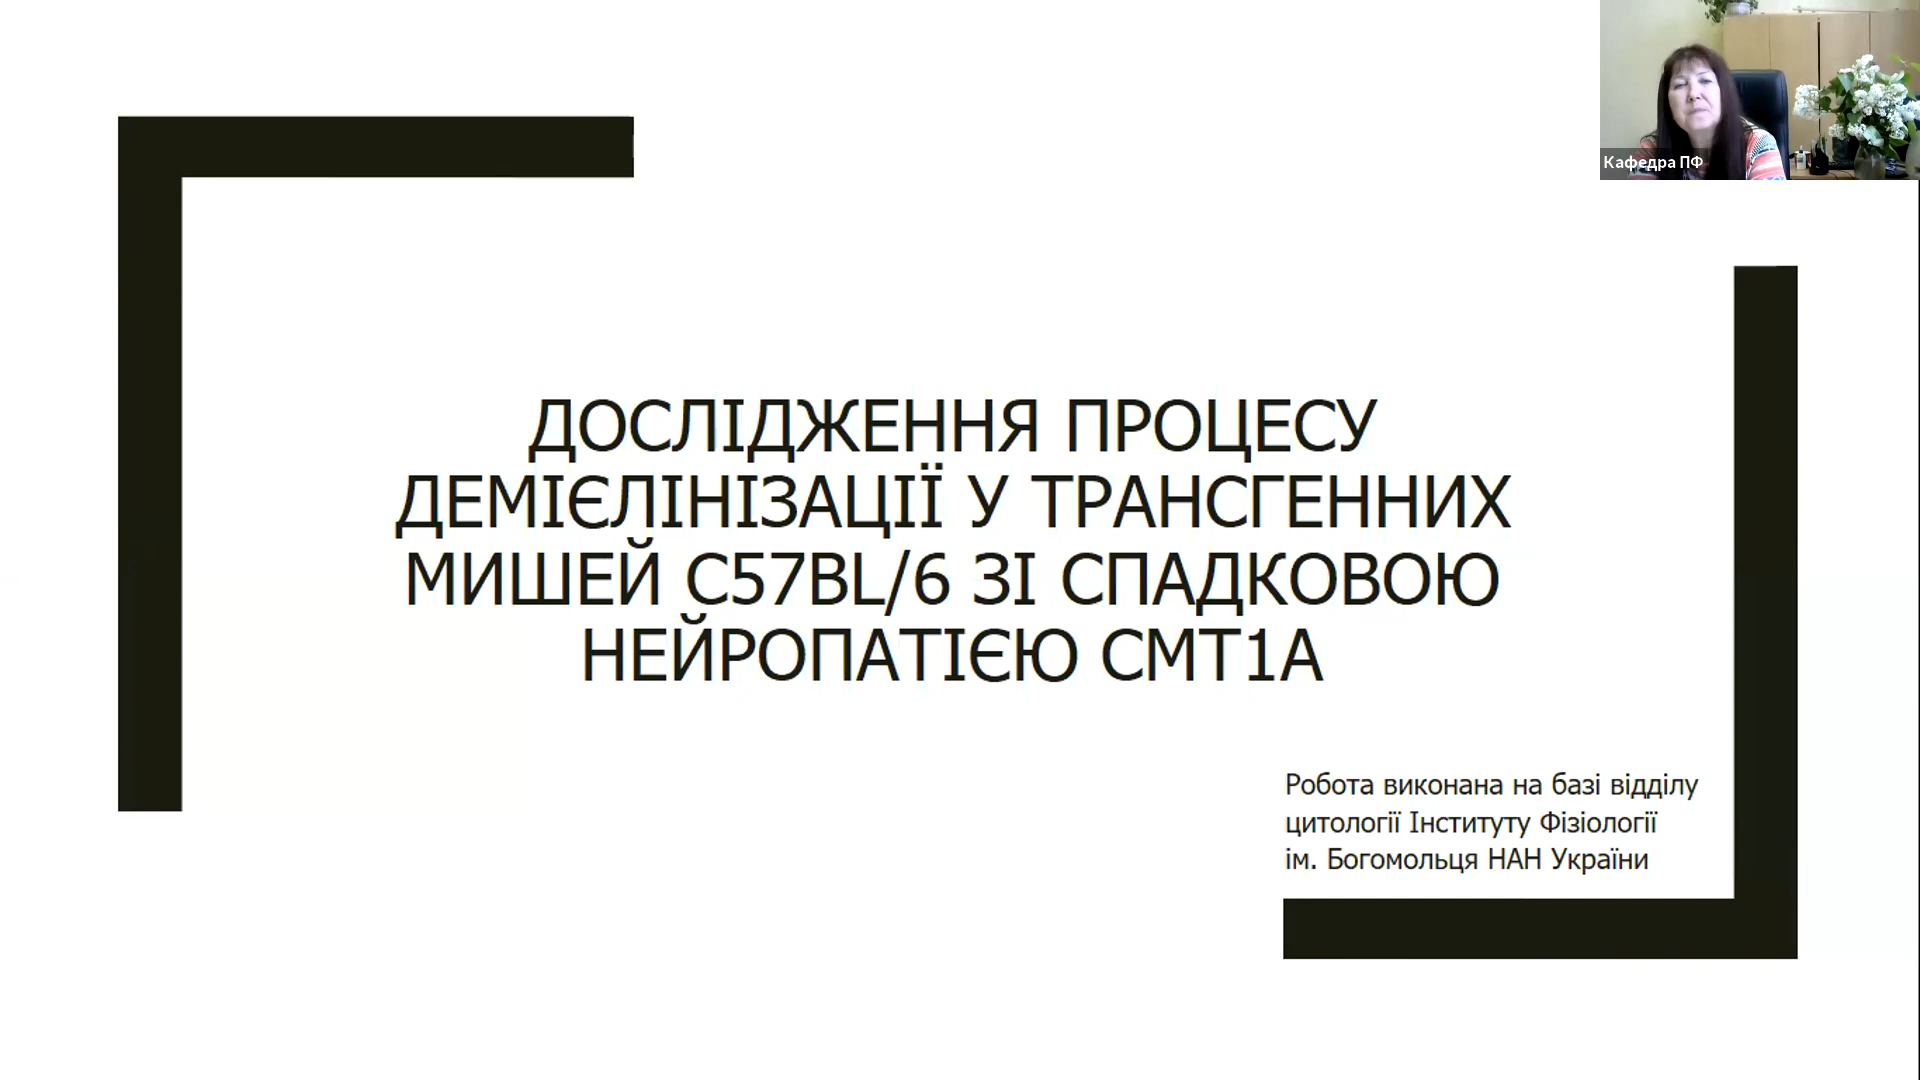 Кафедра ПФ
ДОСЛІДЖЕННЯ ПРОЦЕСУ
ДЕМІЄЛІНІЗАЦІЇ У ТРАНСГЕННИХ
МИШЕЙ C57BL/6 ЗІ СПАДКОВОЮ
НЕЙРОПАТІЄЮ СМТ1А
Робота виконана на базі відділу
цитології Інституту Фізіології
ім. Богомольця НАН України